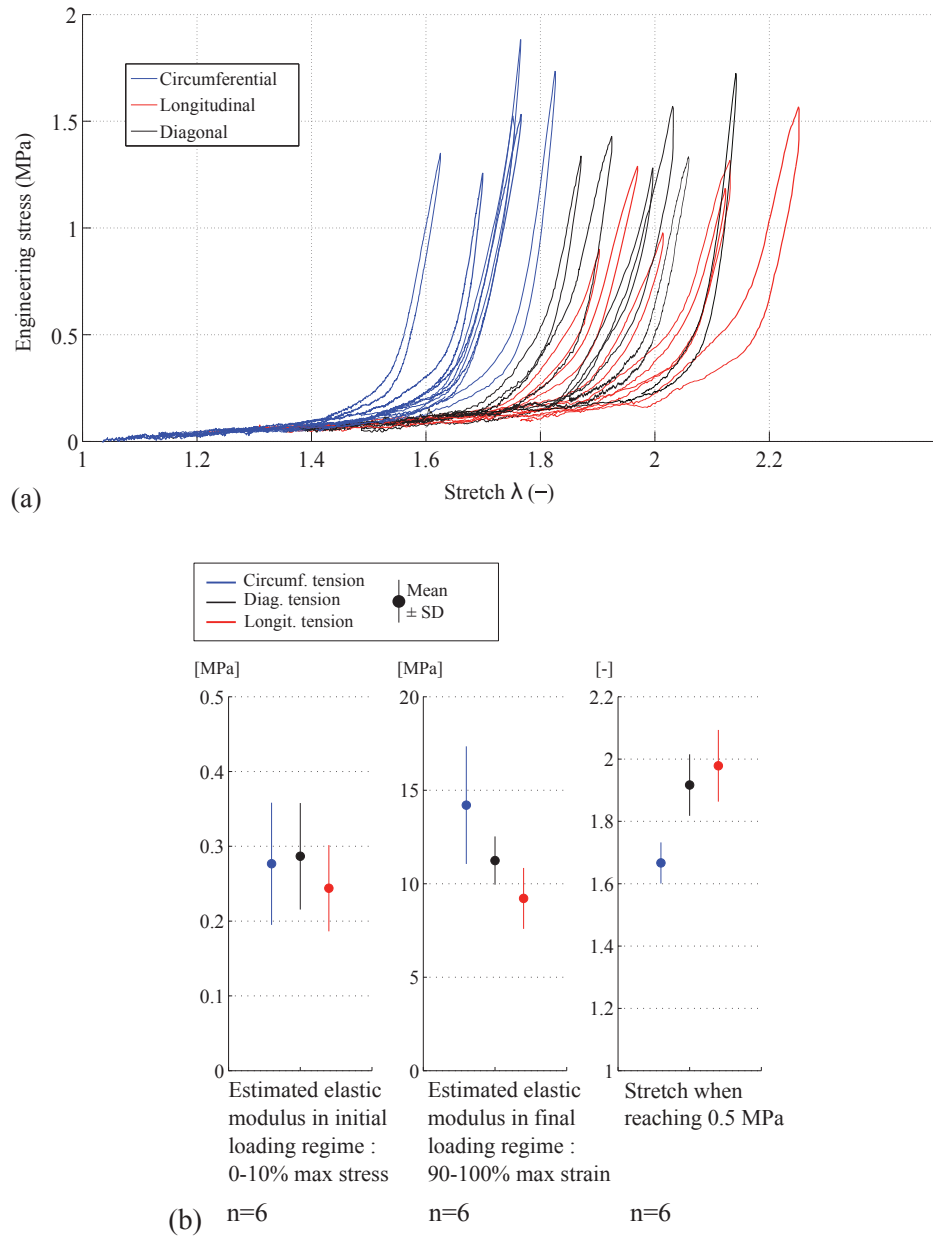 Circumferential
Longitudinal
Diagonal
Engineering stress (MPa)
2
1.5
1
0.5
0
1 1.2 1.4 1.6 1.8 2 2.2
Stretch λ (–)
(a)
Circumf. tension
Diag. tension
Longit. tension
Mean
± SD
[MPa] [MPa] [-]
0.5
0.4
0.3
0.2
0.1
0
20
15
10
5
0
2.2
2
1.8
1.6
1.4
1.2
1
Estimated elastic
modulus in initial
loading regime :
0-10% max stress
Estimated elastic
modulus in final
loading regime :
90-100% max strain
Stretch when
reaching 0.5 MPa
(b) n=6 n=6 n=6